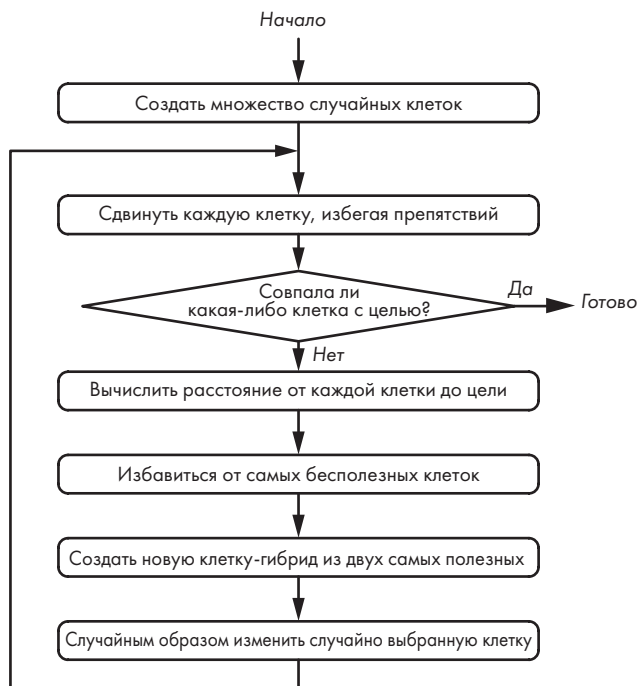 Начало
Создать множество случайных клеток
Сдвинуть каждую клетку, избегая препятствий
Совпала ли
какая-либо клетка с целью?
Да
Готово
Нет
Вычислить расстояние от каждой клетки до цели
Избавиться от самых бесполезных клеток
Создать новую клетку-гибрид из двух самых полезных
Случайным образом изменить случайно выбранную клетку